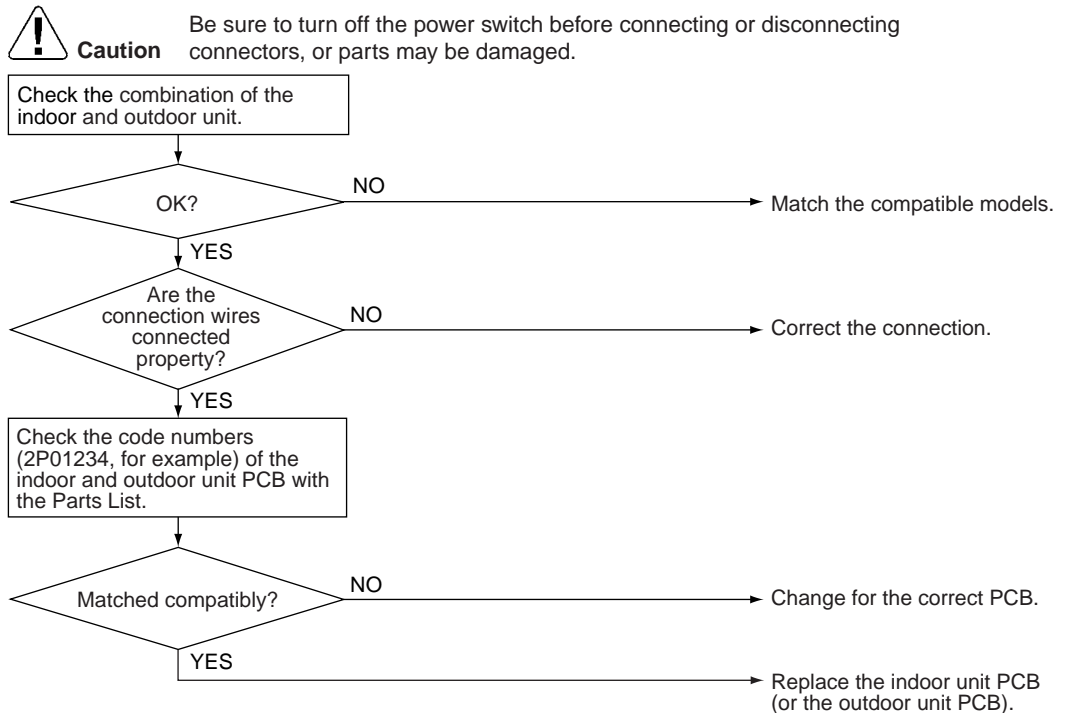 Be sure to turn off the power switch before connecting or disconnecting
Caution connectors, or parts may be damaged.
Check the combination of the
indoor and outdoor unit.
OK?
NO
Match the compatible models.
YES
Are the
connection wires
connected
property?
NO
Correct the connection.
YES
Check the code numbers
(2P01234, for example) of the
indoor and outdoor unit PCB with
the Parts List.
Matched compatibly?
NO
Change for the correct PCB.
YES
Replace the indoor unit PCB
(or the outdoor unit PCB).